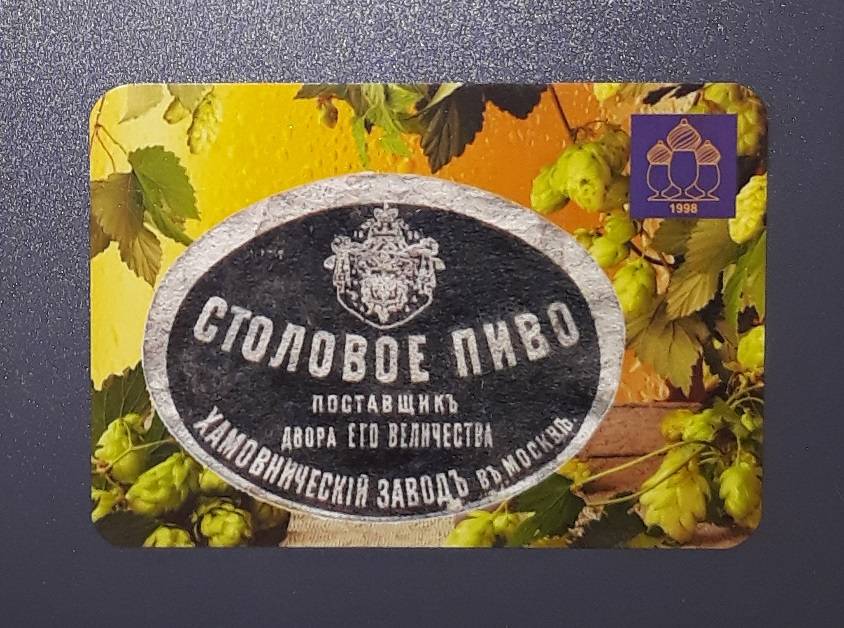 1998
СТОЛОВОЕ ПИВО
ПОСТАВЩИКЪ
ДВОРА ЕГО ВЕЛИЧЕСТВА
ХАМОВНИЧЕСКІЙ ЗАВОДЪ ВЪ МОСКВѢ